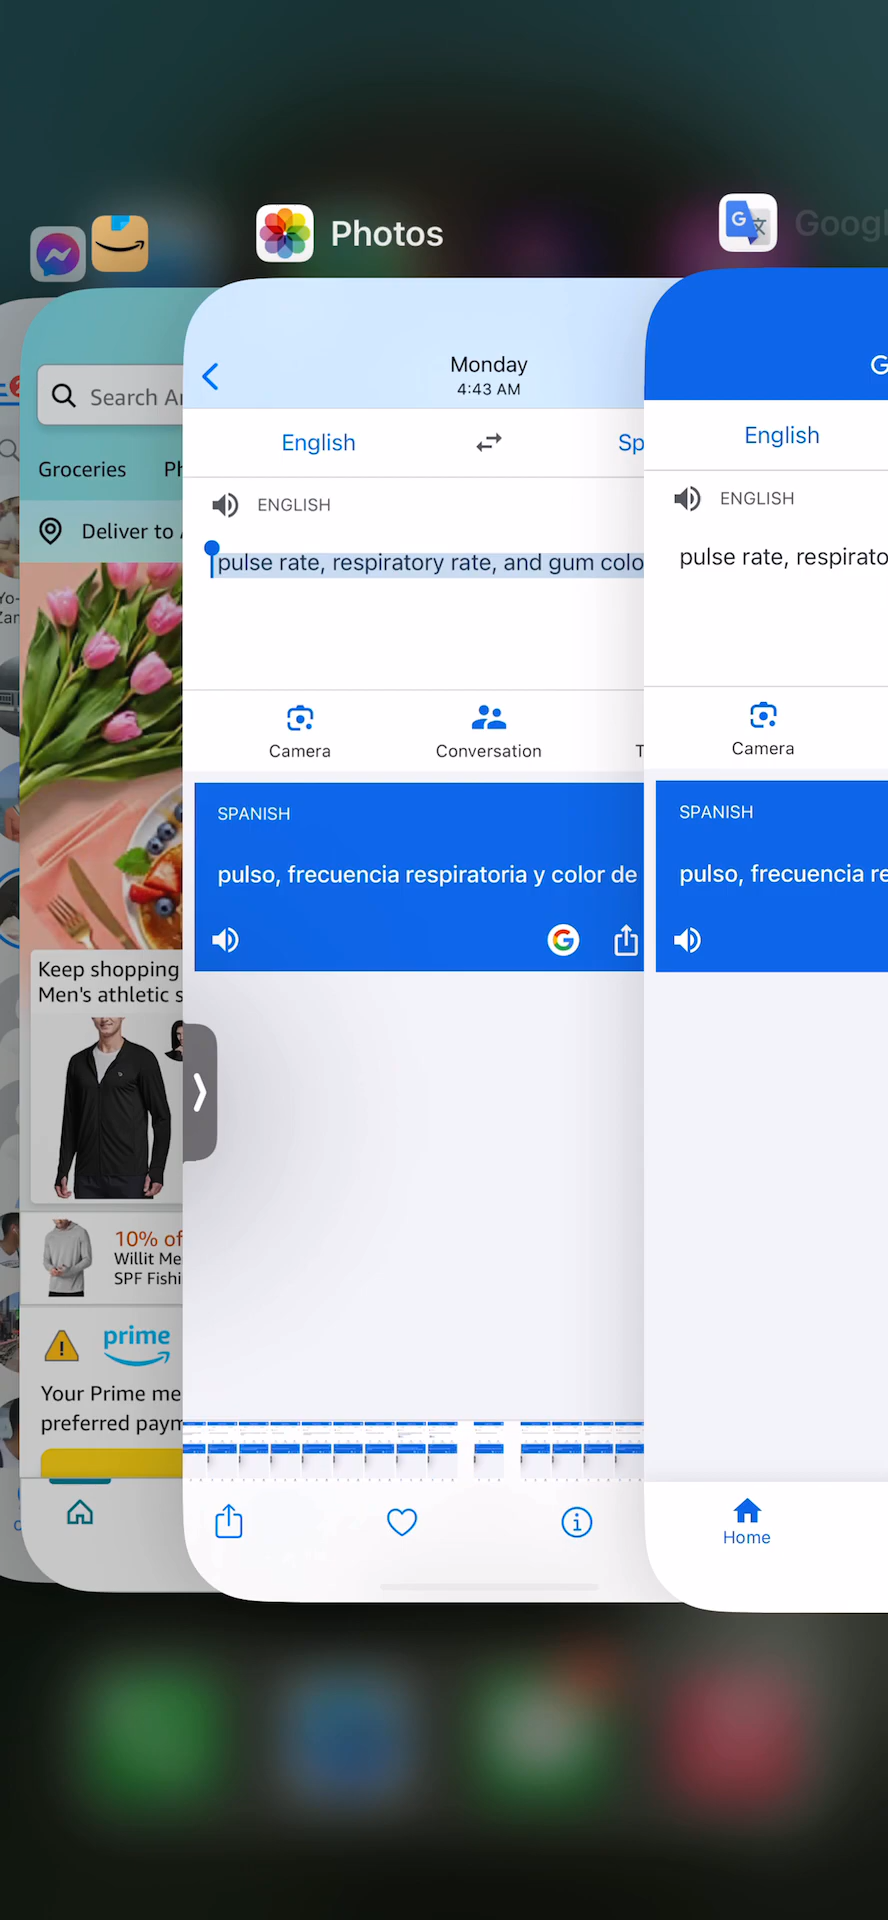 Photos
Googl
Search A
Groceries
Deliver to
Keep shopping
Men's athletic s
10% of
Willit Me
SPF Fishi
prime
Your Prime me
preferred paym
Monday
4:43 AM
English
Sp
ENGLISH
pulse rate, respiratory rate, and gum colo
Camera
Conversation
T
SPANISH
pulso, frecuencia respiratoria y color de
G
English
ENGLISH
pulse rate, respirato
Camera
SPANISH
pulso, frecuencia re
Home